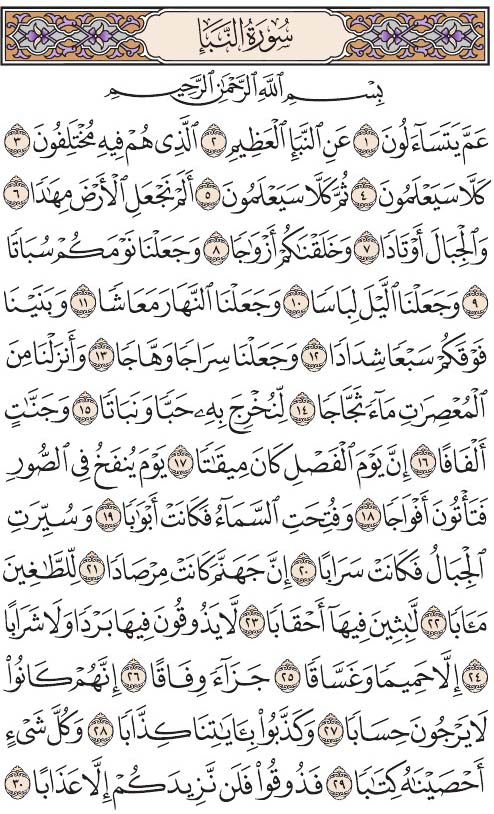 سُورَةُ النَّبَإِ
بِسْمِ ٱللَّهِ ٱلرَّحْمَٰنِ ٱلرَّحِيمِ
عَمَّ يَتَسَآءَلُونَ ١ عَنِ ٱلنَّبَإِ ٱلْعَظِيمِ ٢ ٱلَّذِى هُمْ فِيهِ مُخْتَلِفُونَ ٣
كَلَّا سَيَعْلَمُونَ ٤ ثُمَّ كَلَّا سَيَعْلَمُونَ ٥ أَلَمْ نَجْعَلِ ٱلْأَرْضَ مِهَٰدًا ٦
وَٱلْجِبَالَ أَوْتَادًا ٧ وَخَلَقْنَٰكُمْ أَزْوَٰجًا ٨ وَجَعَلْنَا نَوْمَكُمْ سُبَاتًا
٩ وَجَعَلْنَا ٱلَّيْلَ لِبَاسًا ١٠ وَجَعَلْنَا ٱلنَّهَارَ مَعَاشًا ١١ وَبَنَيْنَا
فَوْقَكُمْ سَبْعًا شِدَادًا ١٢ وَجَعَلْنَا سِرَاجًا وَهَّاجًا ١٣ وَأَنزَلْنَا مِنَ
ٱلْمُعْصِرَٰتِ مَآءً ثَجَّاجًا ١٤ لِّنُخْرِجَ بِهِۦ حَبًّا وَنَبَاتًا ١٥ وَجَنَّٰتٍ
أَلْفَافًا ١٦ إِنَّ يَوْمَ ٱلْفَصْلِ كَانَ مِيقَٰتًا ١٧ يَوْمَ يُنفَخُ فِى ٱلصُّورِ
فَتَأْتُونَ أَفْوَاجًا ١٨ وَفُتِحَتِ ٱلسَّمَآءُ فَكَانَتْ أَبْوَٰبًا ١٩ وَسُيِّرَتِ
ٱلْجِبَالُ فَكَانَتْ سَرَابًا ٢٠ إِنَّ جَهَنَّمَ كَانَتْ مِرْصَادًا ٢١ لِّلطَّٰغِينَ
مَـَٔابًا ٢٢ لَّٰبِثِينَ فِيهَآ أَحْقَابًا ٢٣ لَّا يَذُوقُونَ فِيهَا بَرْدًا وَلَا شَرَابًا
٢٤ إِلَّا حَمِيمًا وَغَسَّاقًا ٢٥ جَزَآءً وِفَاقًا ٢٦ إِنَّهُمْ كَانُوا۟
لَا يَرْجُونَ حِسَابًا ٢٧ وَكَذَّبُوا۟ بِـَٔايَٰتِنَا كِذَّابًا ٢٨ وَكُلَّ شَىْءٍ
أَحْصَيْنَٰهُ كِتَٰبًا ٢٩ فَذُوقُوا۟ فَلَن نَّزِيدَكُمْ إِلَّا عَذَابًا ٣٠